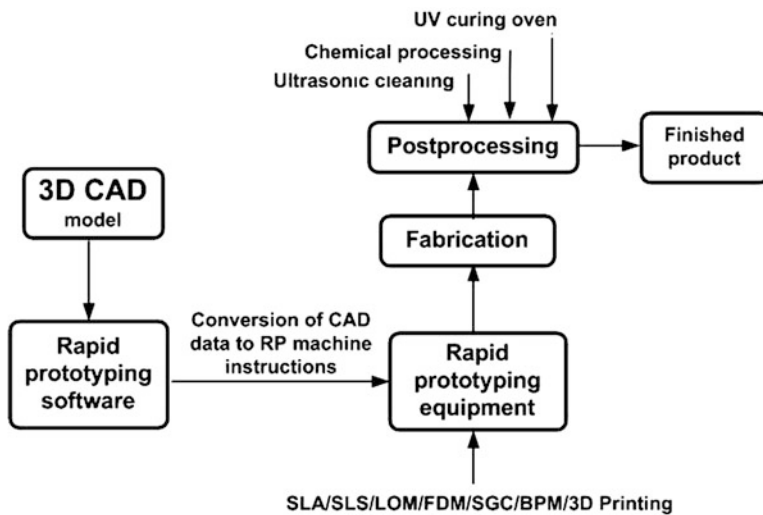 UV curing oven
Chemical processing
Ultrasonic cleaning
Postprocessing
Finished
product
3D CAD
model
Fabrication
Rapid
prototyping
software
Conversion of CAD
data to RP machine
instructions
Rapid
prototyping
equipment
SLA/SLS/LOM/FDM/SGC/BPM/3D Printing